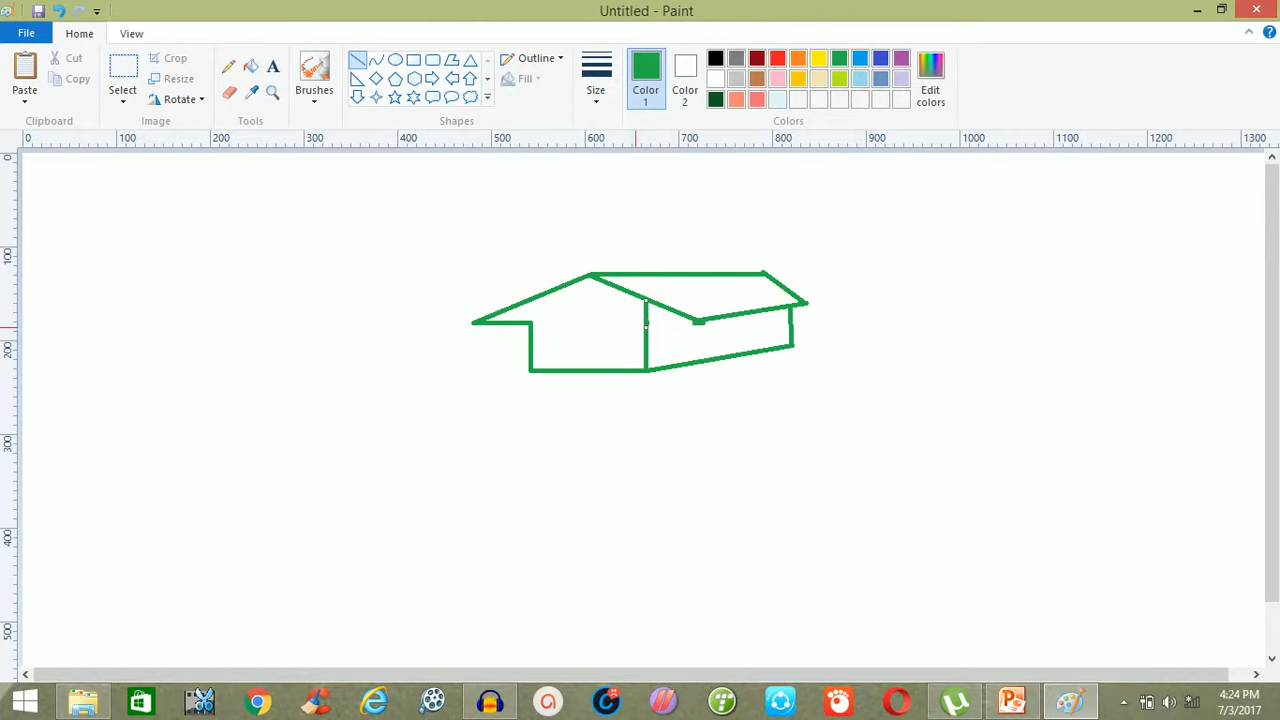 Untitled - Paint
File Home View
Paste
Cut
Copy
Clipboard
Select
Crop
Resize
Rotate
Image
A
Tools
Brushes
Outline
Fill
Shapes
Size
Color 1
Color 2
Edit colors
Colors
0 100 200 300 400 500 600 700 800 900 1000 1100 1200 1300
0
100
200
300
400
500
4:24 PM
7/3/2017